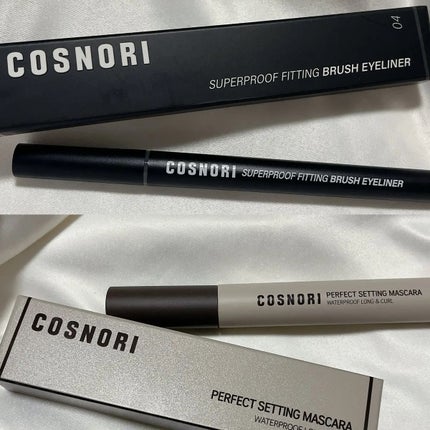 COSNORI
04
SUPERPROOF FITTING BRUSH EYELINER
COSNORI SUPERPROOF FITTING BRUSH EYELINER
COSNORI PERFECT SETTING MASCARA
WATERPROOF LONG & CURL
COSNORI
PERFECT SETTING MASCARA
WATERPROOF